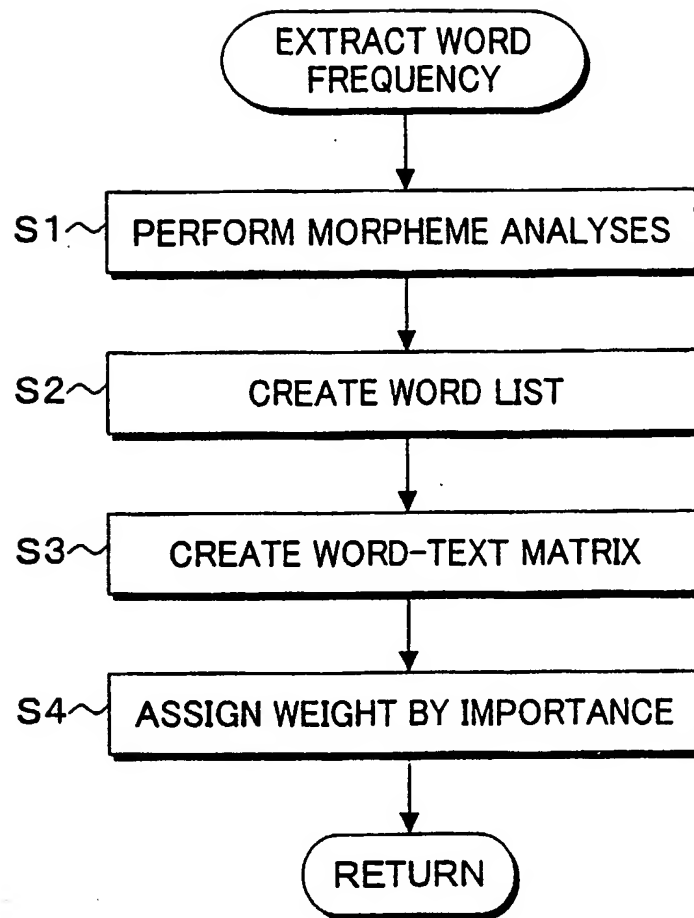 EXTRACT WORD
FREQUENCY
S1 PERFORM MORPHEME ANALYSES
S2 CREATE WORD LIST
S3 CREATE WORD-TEXT MATRIX
S4 ASSIGN WEIGHT BY IMPORTANCE
RETURN